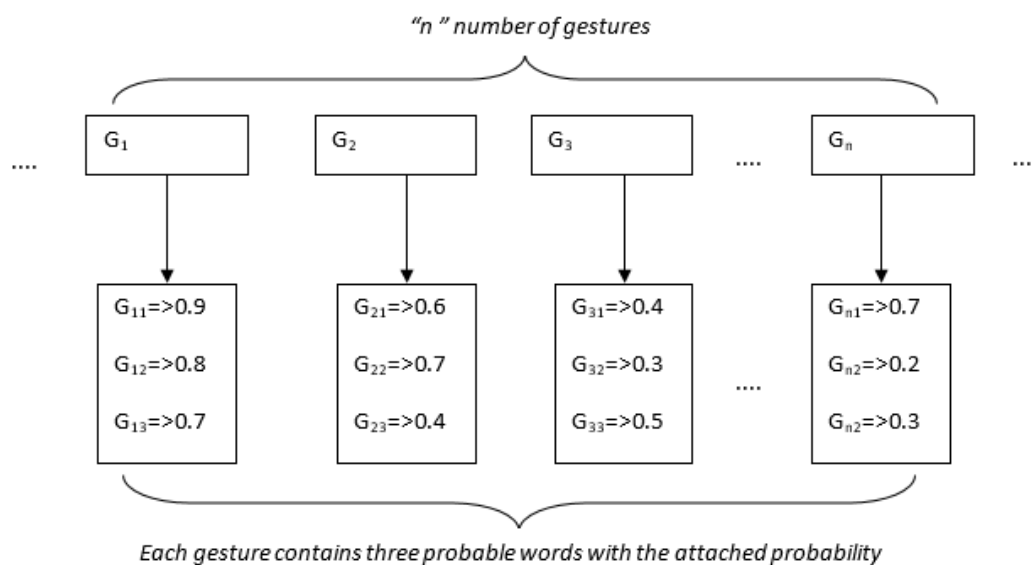 “n ” number of gestures
.... G₁ G₂ G₃ .... Gₙ ...
G₁₁=>0.9 G₂₁=>0.6 G₃₁=>0.4 Gₙ₁=>0.7
G₁₂=>0.8 G₂₂=>0.7 G₃₂=>0.3 .... Gₙ₂=>0.2
G₁₃=>0.7 G₂₃=>0.4 G₃₃=>0.5 Gₙ₂=>0.3
Each gesture contains three probable words with the attached probability